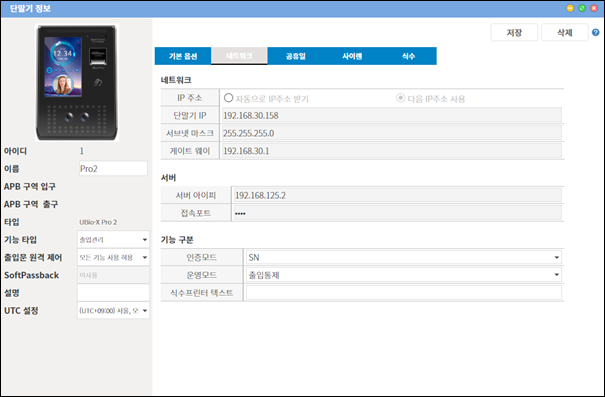 단말기 정보
저장 삭제 ?
12:34
기본 옵션 네트워크 공휴일 사이렌 식수
네트워크
IP 주소 자동으로 IP주소 받기 다음 IP주소 사용
단말기 IP 192.168.30.158
서브넷 마스크 255.255.255.0
게이트 웨이 192.168.30.1
서버
서버 아이피 192.168.125.2
접속포트 ••••
기능 구분
인증모드 SN
운영모드 출입통제
식수프린터 텍스트
아이디 1
이름 Pro2
APB 구역 입구
APB 구역 출구
타입 UBio-X Pro 2
기능 타입 출입관리
출입문 원격 제어 모든 기능 사용 허용
SoftPassback 미사용
설명
UTC 설정 (UTC+09:00) 서울, 오